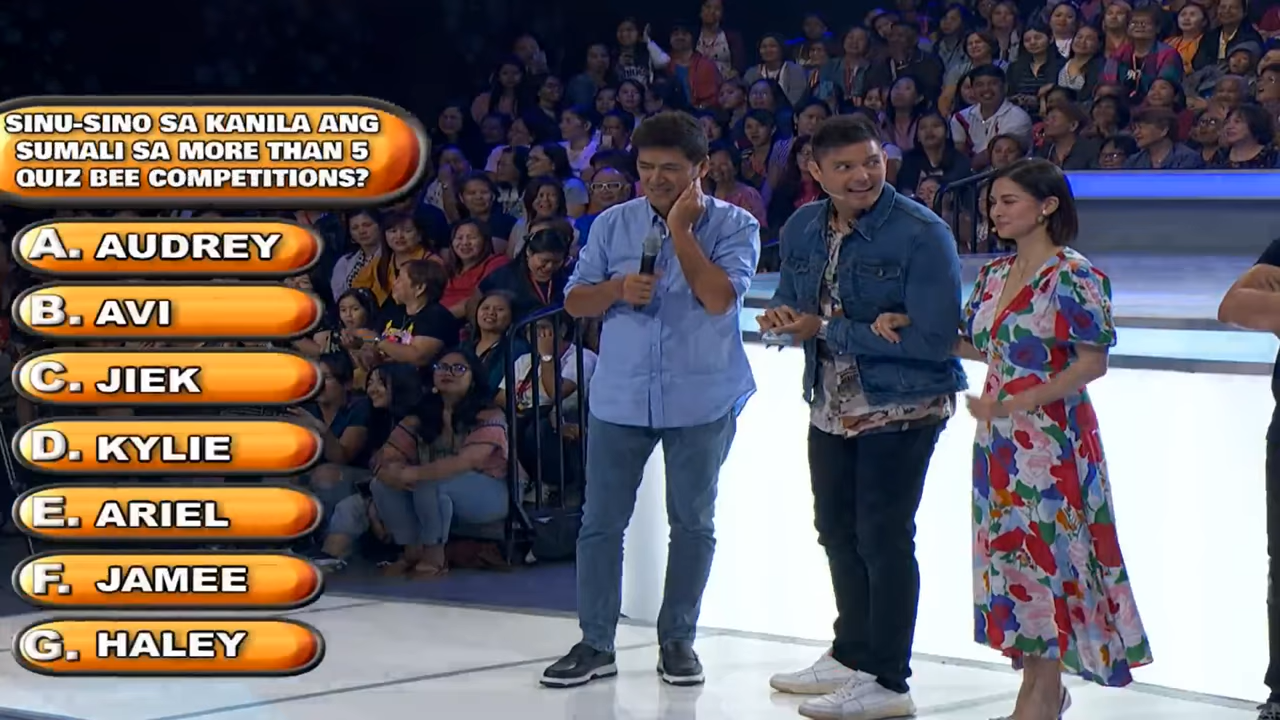 SINU-SINO SA KANILA ANG
SUMALI SA MORE THAN 5
QUIZ BEE COMPETITIONS?
A. AUDREY
B. AVI
C. JIEK
D. KYLIE
E. ARIEL
F. JAMEE
G. HALEY